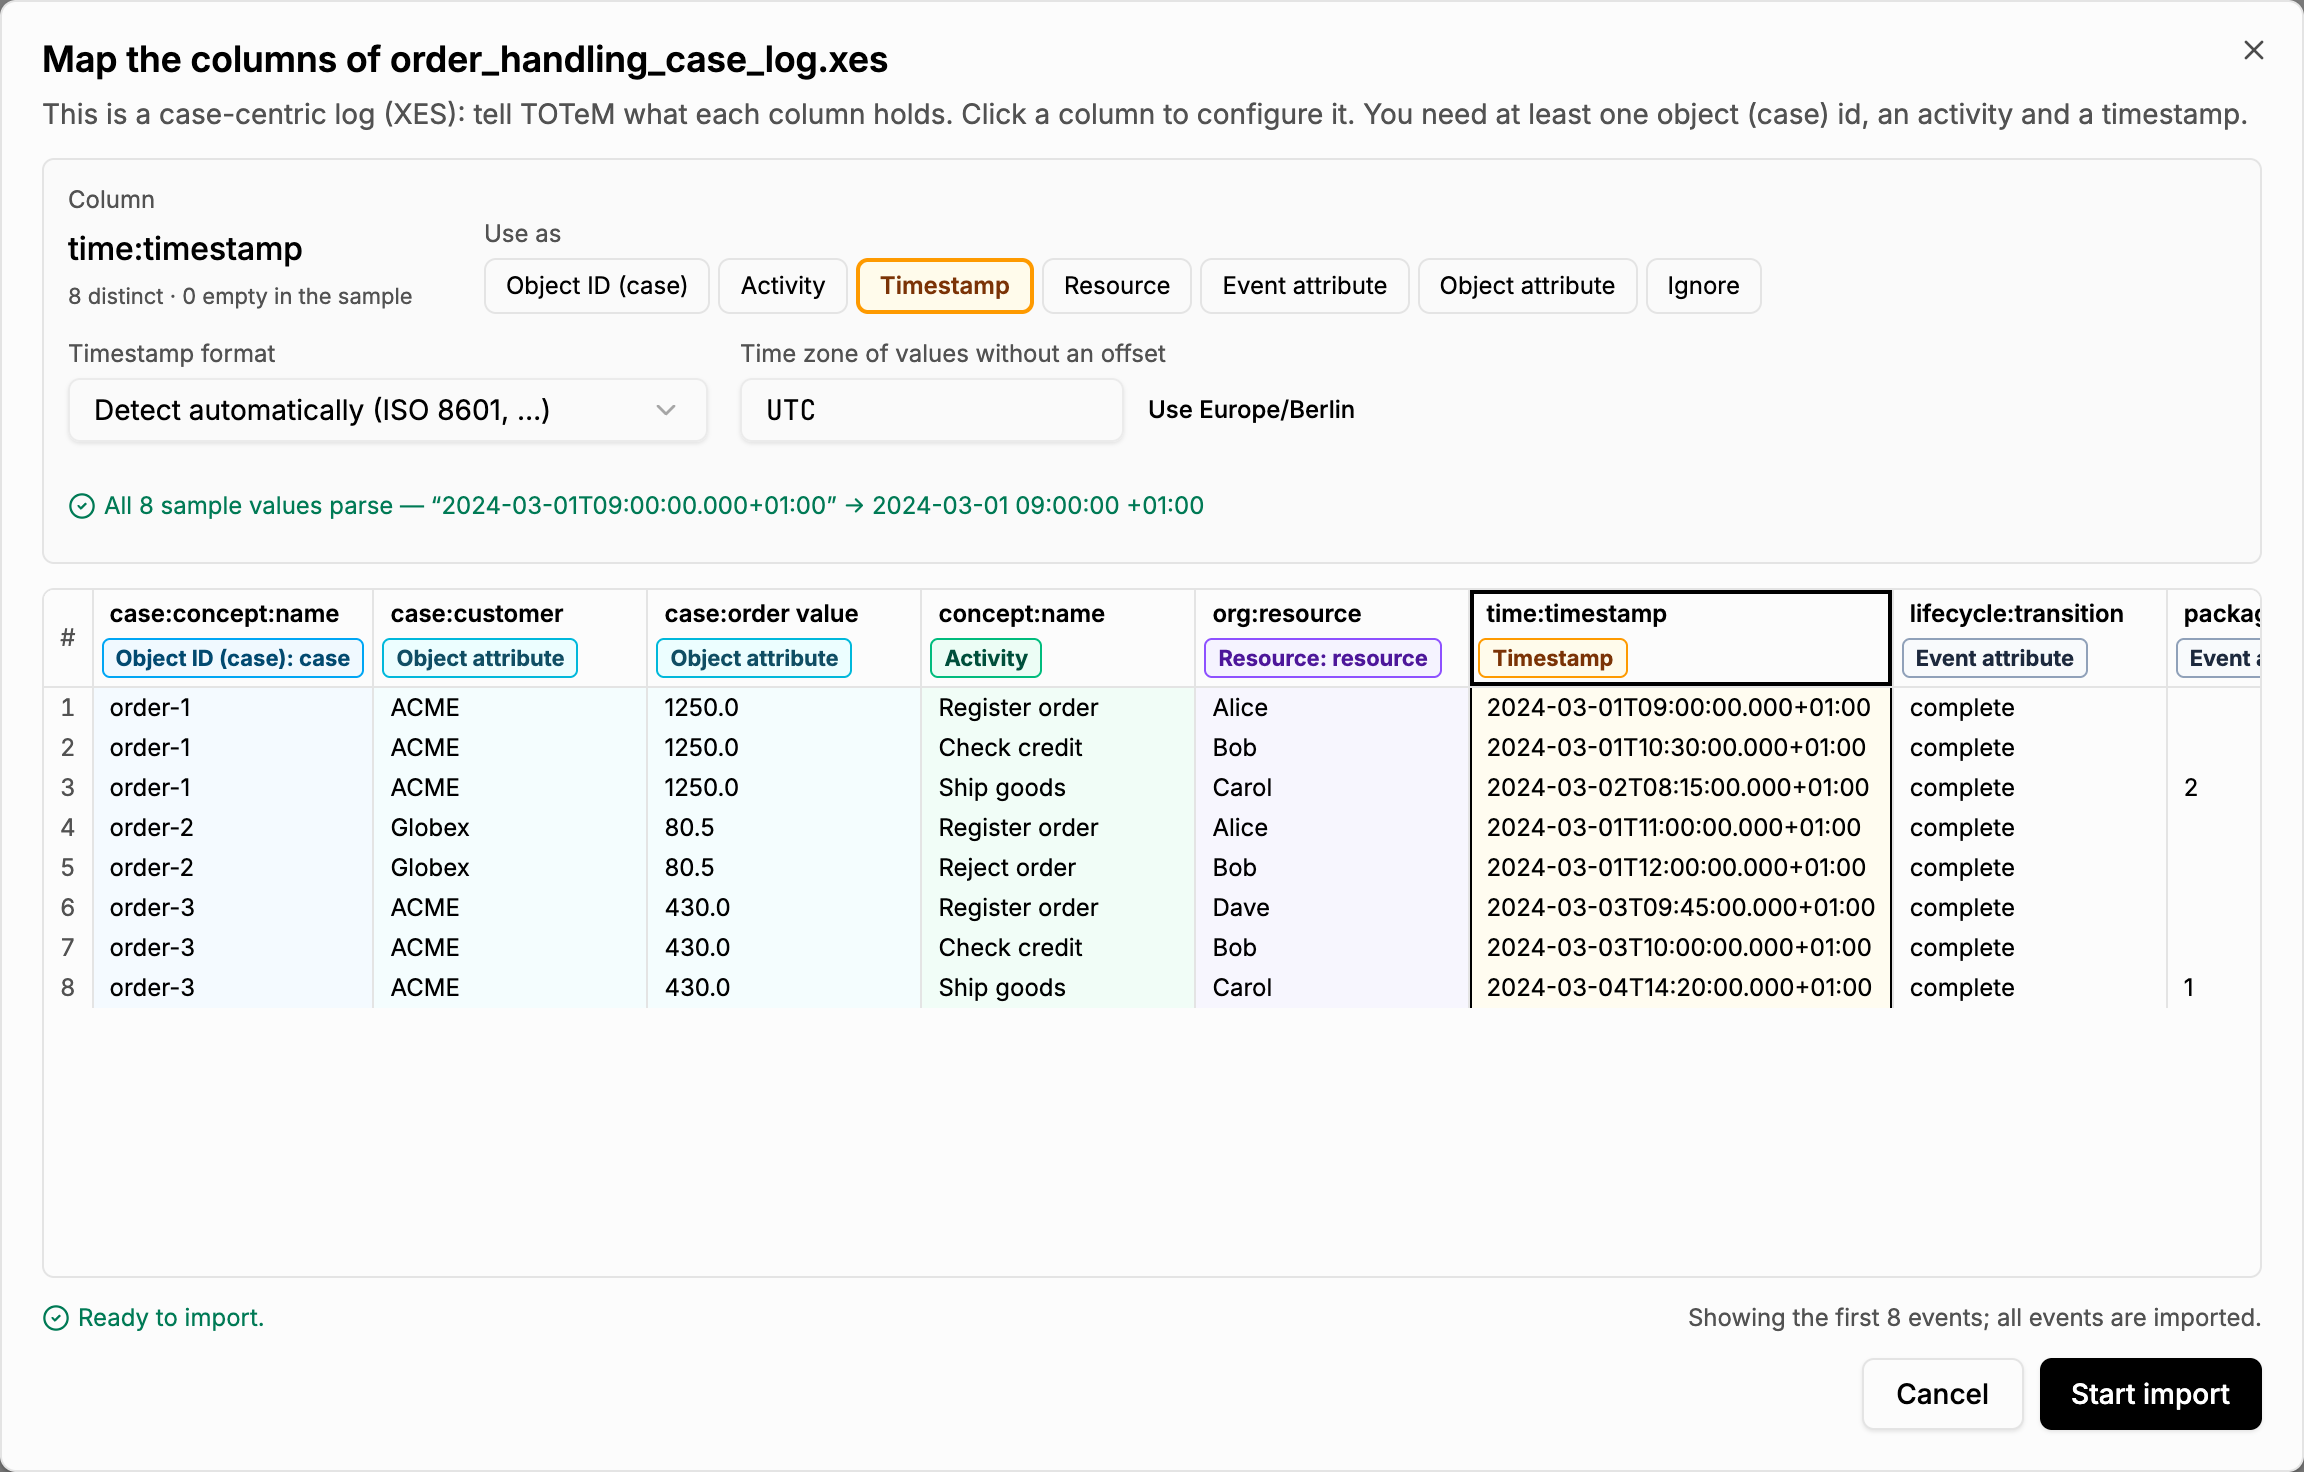 Map the columns of order_handling_case_log.xes
This is a case-centric log (XES): tell TOTeM what each column holds. Click a column to configure it. You need at least one object (case) id, an activity and a timestamp.
Column
time:timestamp
8 distinct · 0 empty in the sample
Use as
Object ID (case) Activity Timestamp Resource Event attribute Object attribute Ignore
Timestamp format
Detect automatically (ISO 8601, ...)
Time zone of values without an offset
UTC
Use Europe/Berlin
All 8 sample values parse — “2024-03-01T09:00:00.000+01:00” → 2024-03-01 09:00:00 +01:00
# case:concept:name case:customer case:order value concept:name org:resource time:timestamp lifecycle:transition packag
Object ID (case): case Object attribute Object attribute Activity Resource: resource Timestamp Event attribute Event a
1 order-1 ACME 1250.0 Register order Alice 2024-03-01T09:00:00.000+01:00 complete
2 order-1 ACME 1250.0 Check credit Bob 2024-03-01T10:30:00.000+01:00 complete
3 order-1 ACME 1250.0 Ship goods Carol 2024-03-02T08:15:00.000+01:00 complete 2
4 order-2 Globex 80.5 Register order Alice 2024-03-01T11:00:00.000+01:00 complete
5 order-2 Globex 80.5 Reject order Bob 2024-03-01T12:00:00.000+01:00 complete
6 order-3 ACME 430.0 Register order Dave 2024-03-03T09:45:00.000+01:00 complete
7 order-3 ACME 430.0 Check credit Bob 2024-03-03T10:00:00.000+01:00 complete
8 order-3 ACME 430.0 Ship goods Carol 2024-03-04T14:20:00.000+01:00 complete 1
Ready to import.
Showing the first 8 events; all events are imported.
Cancel Start import